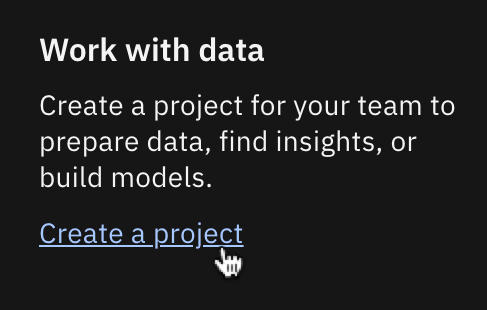 Work with data
Create a project for your team to
prepare data, find insights, or
build models.
Create a project